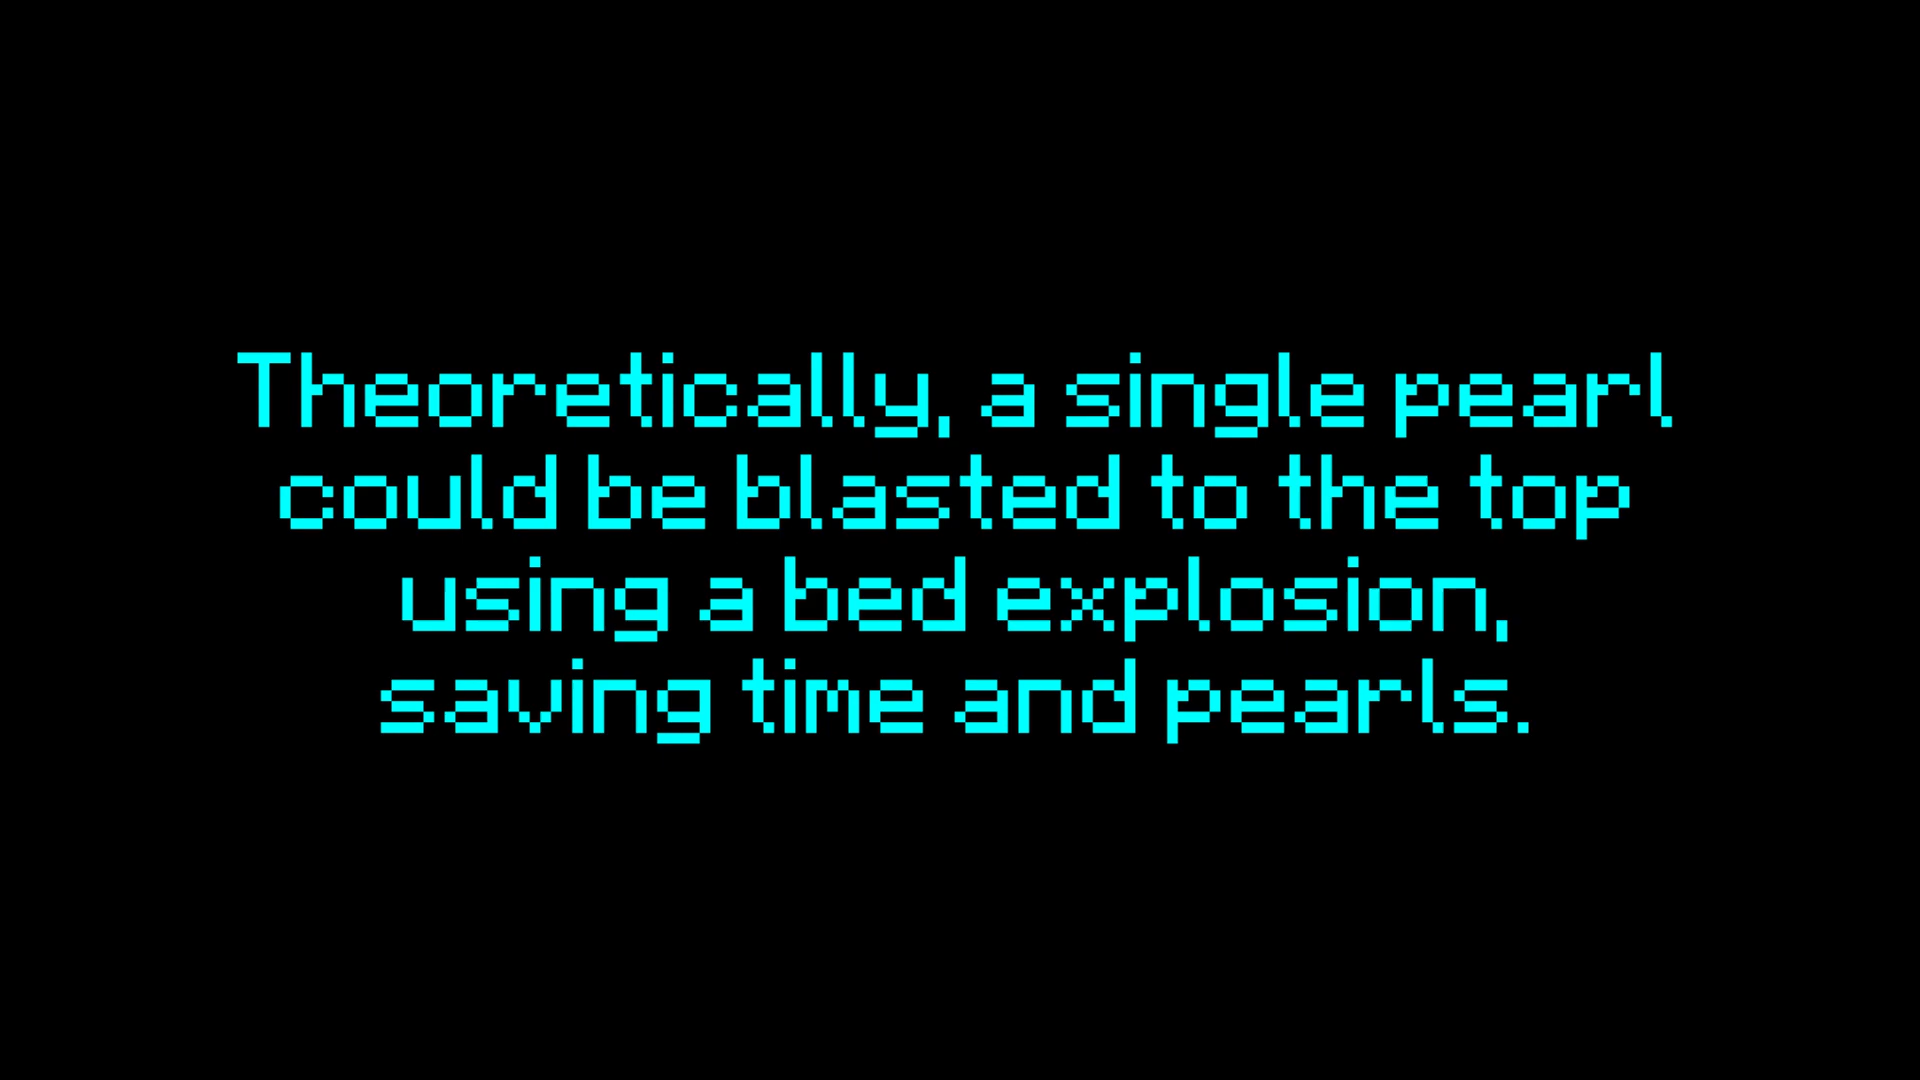 Theoretically, a single pearl
could be blasted to the top
using a bed explosion,
saving time and pearls.